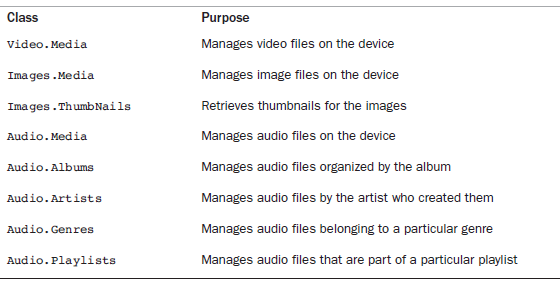 Class Purpose
Video.Media Manages video files on the device
Images.Media Manages image files on the device
Images.ThumbNails Retrieves thumbnails for the images
Audio.Media Manages audio files on the device
Audio.Albums Manages audio files organized by the album
Audio.Artists Manages audio files by the artist who created them
Audio.Genres Manages audio files belonging to a particular genre
Audio.Playlists Manages audio files that are part of a particular playlist